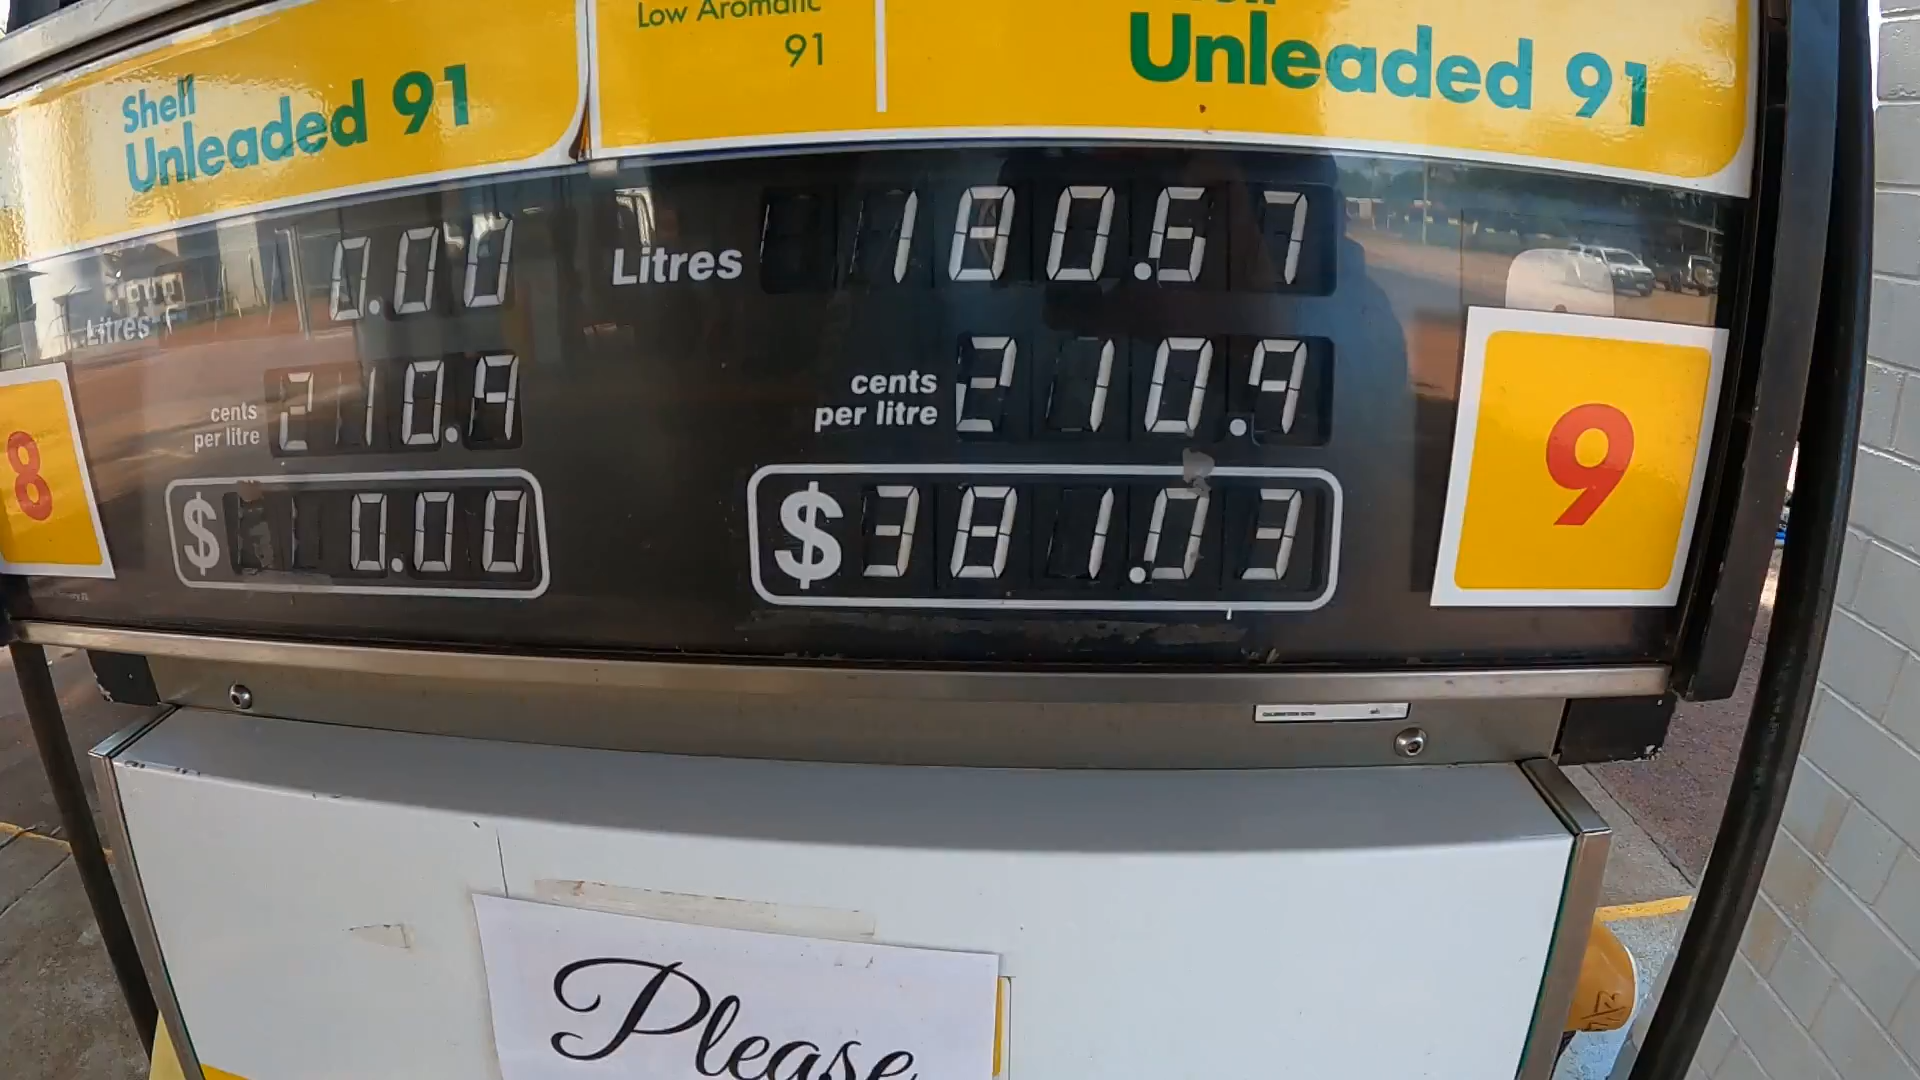 Shell
Unleaded 91
Low Aromatic
91
Unleaded 91
Litres 0.00
cents
per litre 210.9
$ 0.00
8
Litres 180.67
cents
per litre 210.9
$ 381.03
9
Please